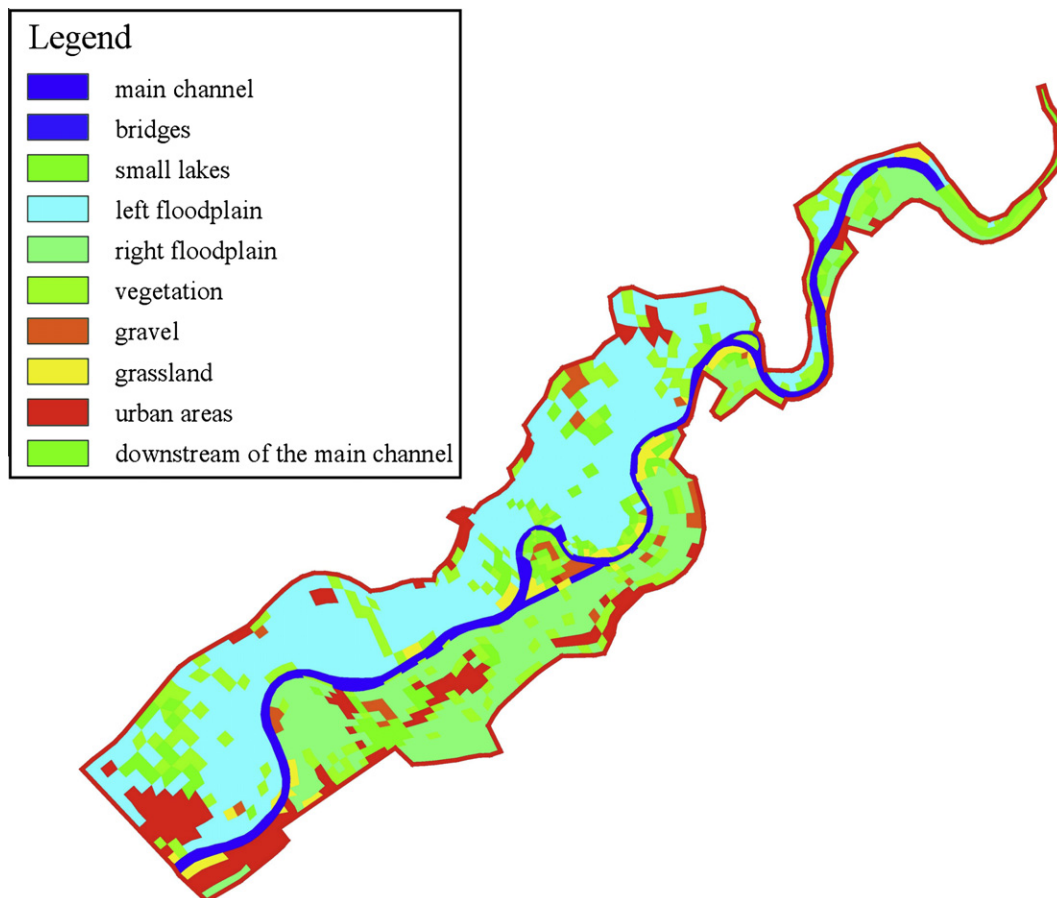 Legend
main channel
bridges
small lakes
left floodplain
right floodplain
vegetation
gravel
grassland
urban areas
downstream of the main channel